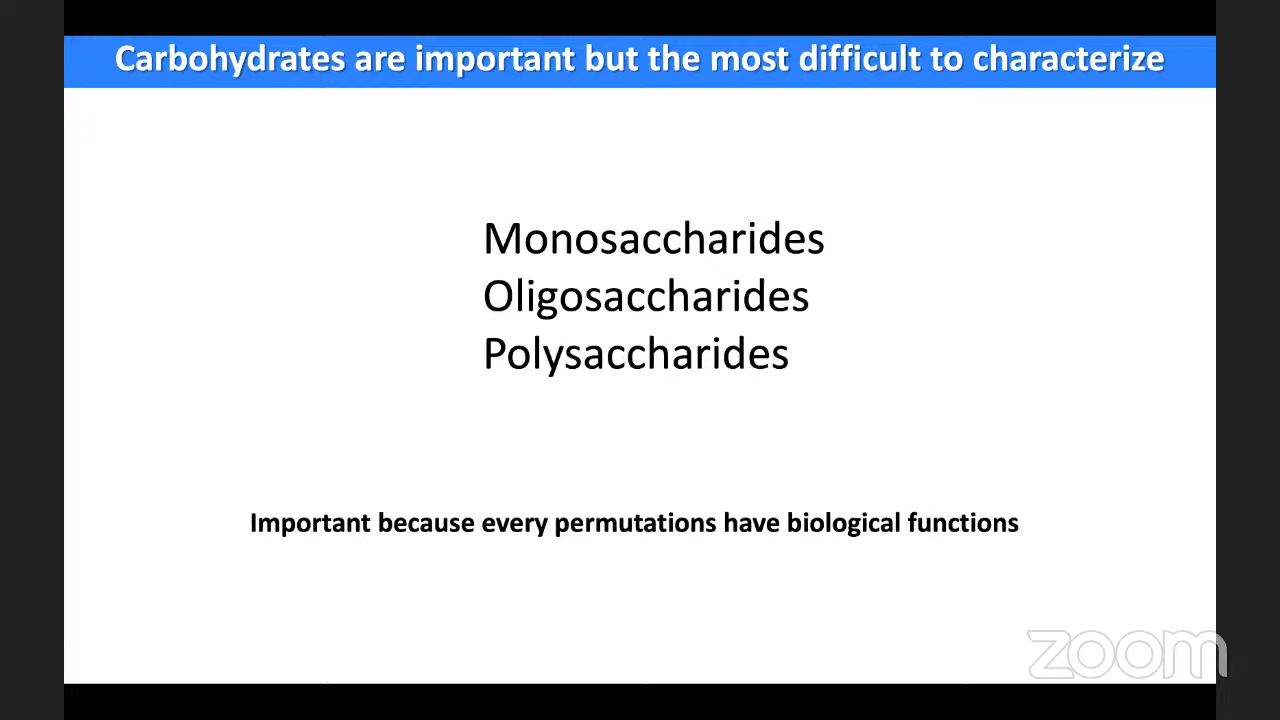 Carbohydrates are important but the most difficult to characterize
Monosaccharides
Oligosaccharides
Polysaccharides
Important because every permutations have biological functions
zoom